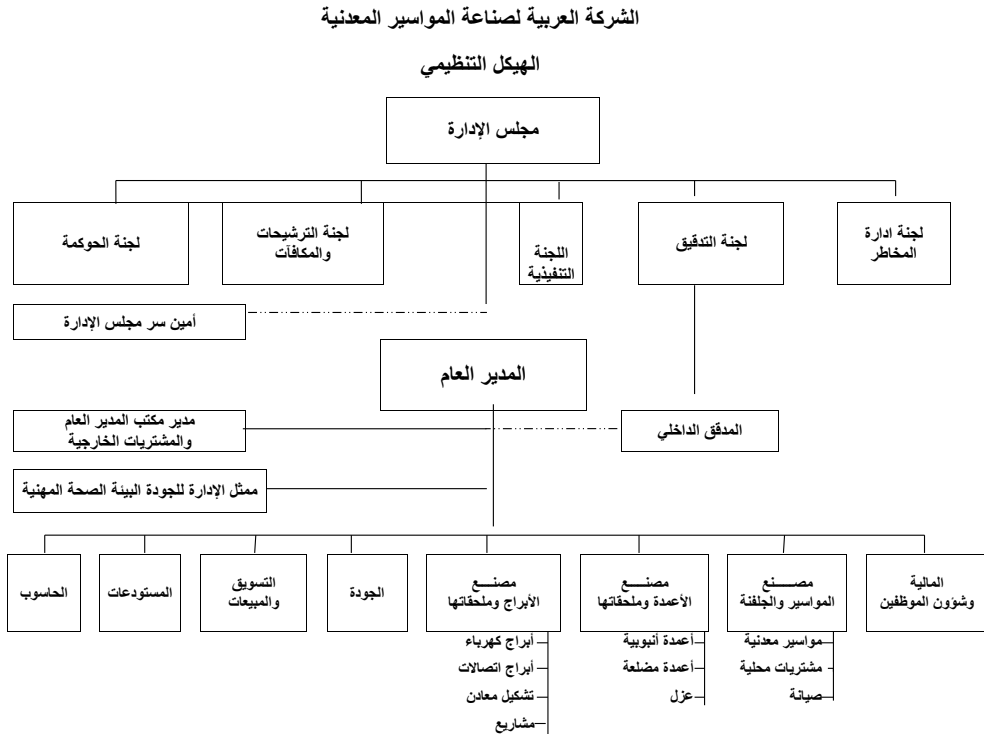 الشركة العربية لصناعة المواسير المعدنية
الهيكل التنظيمي
مجلس الإدارة
لجنة ادارة
المخاطر
لجنة التدقيق
اللجنة
التنفيذية
لجنة الترشيحات
والمكافآت
لجنة الحوكمة
أمين سر مجلس الإدارة
المدير العام
المدقق الداخلي
مدير مكتب المدير العام
والمشتريات الخارجية
ممثل الإدارة للجودة البيئة الصحة المهنية
المالية
وشؤون الموظفين
مصــــنع
المواسير والجلفنة
مواسير معدنية
مشتريات محلية
صيانة
مصنــــع
الأعمدة وملحقاتها
أعمدة أنبوبية
أعمدة مضلعة
عزل
مصنــــع
الأبراج وملحقاتها
أبراج كهرباء
أبراج اتصالات
تشكيل معادن
مشاريع
الجودة
التسويق
والمبيعات
المستودعات
الحاسوب